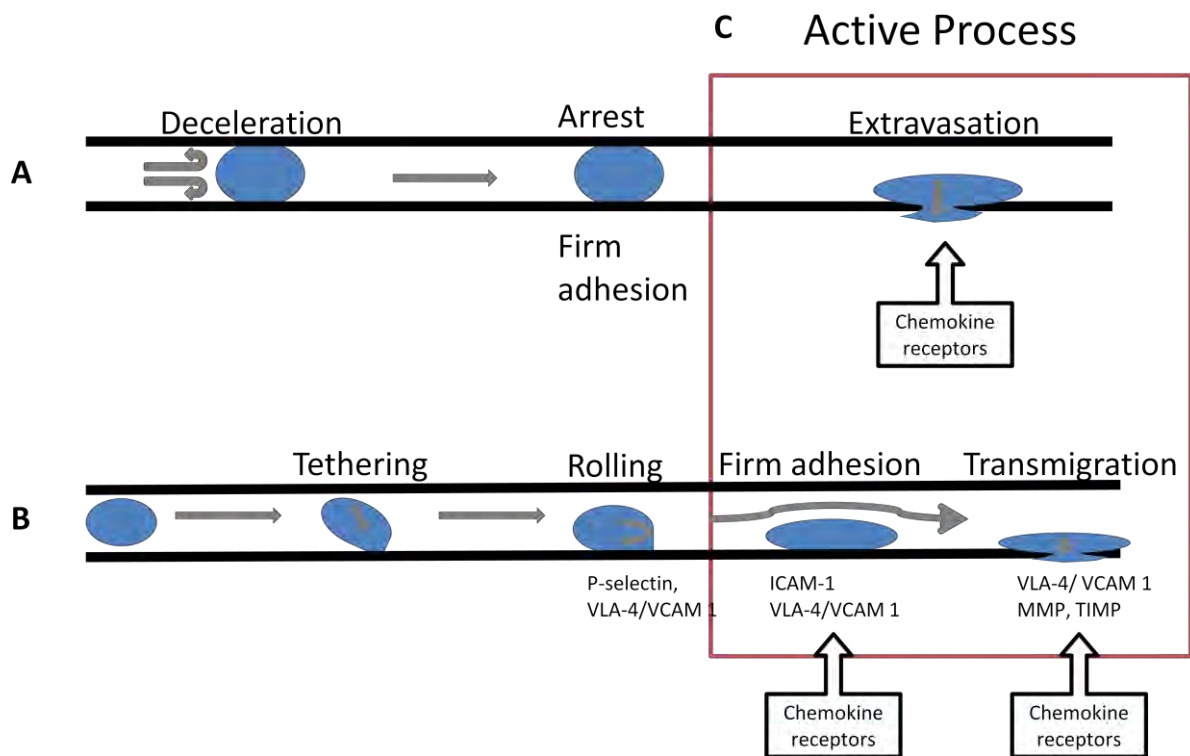 C Active Process
Deceleration
Arrest
Extravasation
A
Firm
adhesion
Chemokine
receptors
Tethering
Rolling
Firm adhesion
Transmigration
B
P-selectin,
VLA-4/VCAM 1
ICAM-1
VLA-4/VCAM 1
VLA-4/ VCAM 1
MMP, TIMP
Chemokine
receptors
Chemokine
receptors